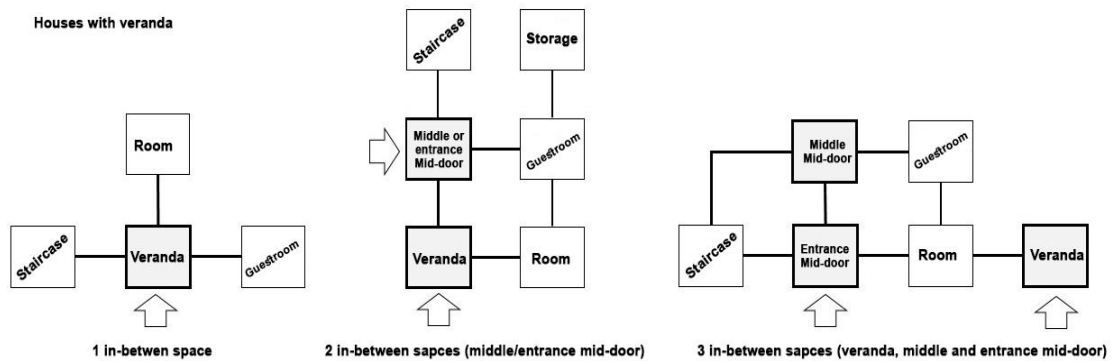 Houses with veranda
Room
Staircase
Veranda
Guestroom
1 in-betwen space
Staircase
Storage
Middle or
entrance
Mid-door
Guestroom
Veranda
Room
2 in-between sapces (middle/entrance mid-door)
Middle
Mid-door
Guestroom
Staircase
Entrance
Mid-door
Room
Veranda
3 in-between sapces (veranda, middle and entrance mid-door)